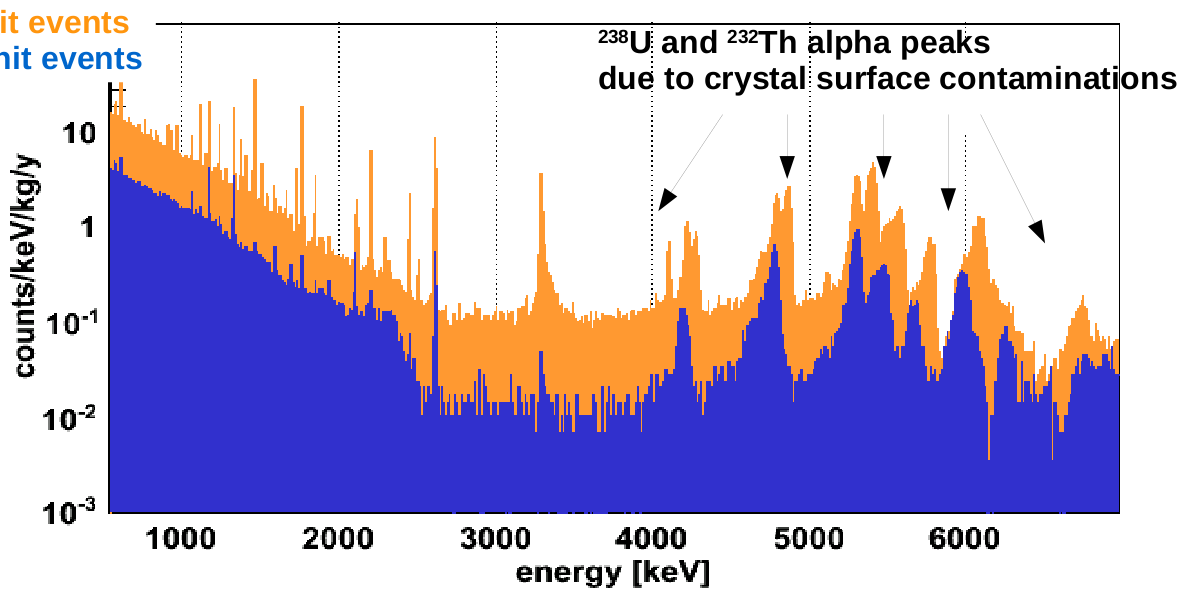 it events
hit events
²³⁸U and ²³²Th alpha peaks
due to crystal surface contaminations
counts/keV/kg/y
10
1
10⁻¹
10⁻²
10⁻³
1000 2000 3000 4000 5000 6000
energy [keV]